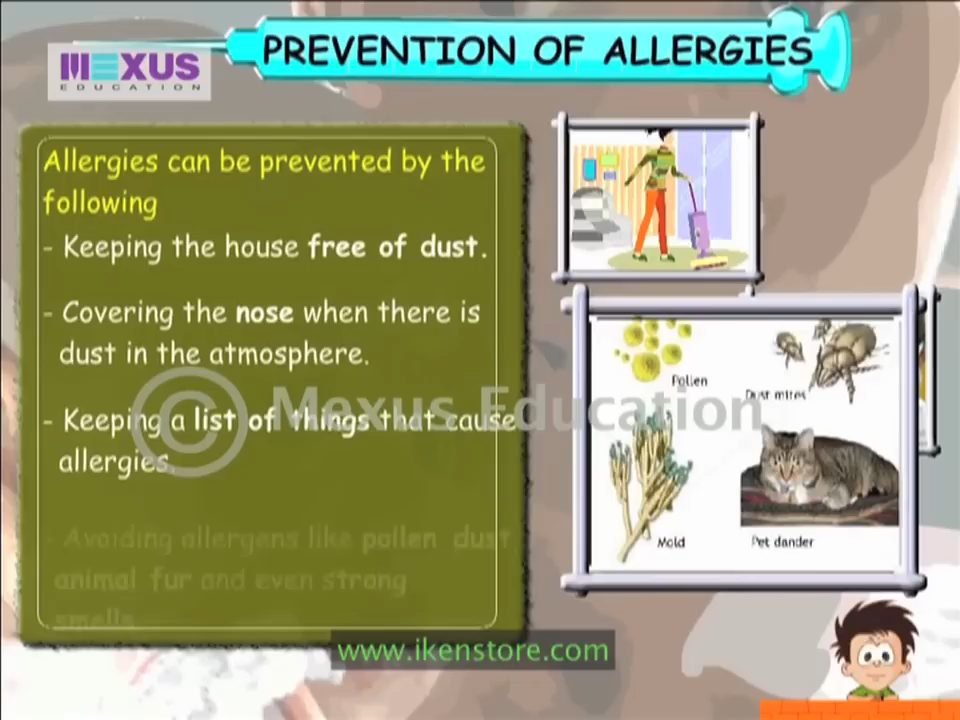 PREVENTION OF ALLERGIES
MEXUS
EDUCATION
Allergies can be prevented by the
following
- Keeping the house free of dust.
- Covering the nose when there is
dust in the atmosphere.
- Keeping a list of things that cause
allergies.
- Avoiding allergens like pollen dust
animal fur and even strong
smells
Pollen
Dust mites
Mold
Pet dander
© Mexus Education
www.ikenstore.com